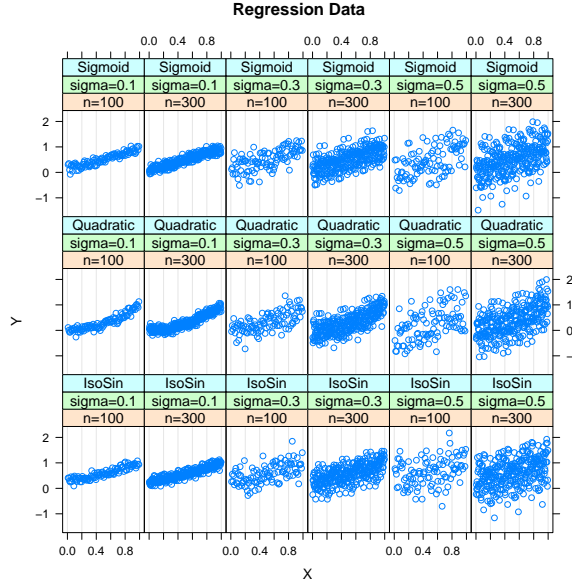 Regression Data
0.0 0.4 0.8 0.0 0.4 0.8 0.0 0.4 0.8
Sigmoid Sigmoid Sigmoid Sigmoid Sigmoid Sigmoid
sigma=0.1 sigma=0.1 sigma=0.3 sigma=0.3 sigma=0.5 sigma=0.5
n=100 n=300 n=100 n=300 n=100 n=300
2
1
0
−1
Quadratic Quadratic Quadratic Quadratic Quadratic Quadratic
sigma=0.1 sigma=0.1 sigma=0.3 sigma=0.3 sigma=0.5 sigma=0.5
n=100 n=300 n=100 n=300 n=100 n=300
2
1
0
−1
Y
IsoSin IsoSin IsoSin IsoSin IsoSin IsoSin
sigma=0.1 sigma=0.1 sigma=0.3 sigma=0.3 sigma=0.5 sigma=0.5
n=100 n=300 n=100 n=300 n=100 n=300
2
1
0
−1
0.0 0.4 0.8 0.0 0.4 0.8 0.0 0.4 0.8
X